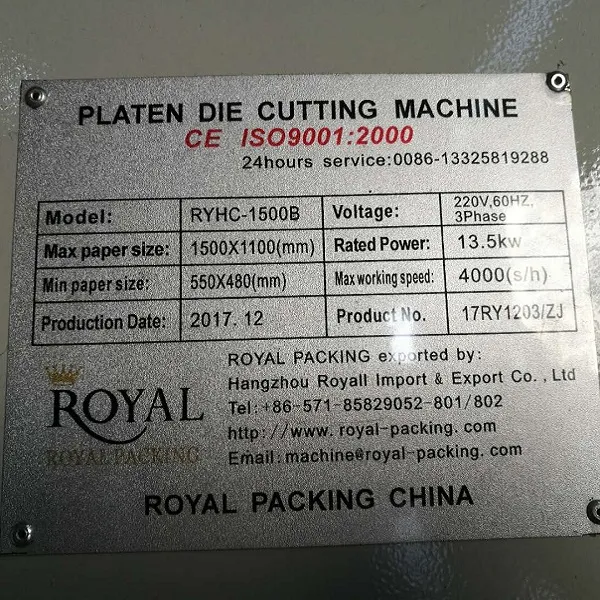 PLATEN DIE CUTTING MACHINE
CE ISO9001:2000
24hours service:0086-13325819288
Model: RYHC-1500B Voltage: 220V,60HZ, 3Phase
Max paper size: 1500X1100(mm) Rated Power: 13.5kw
Min paper size: 550X480(mm) Max working speed: 4000(s/h)
Production Date: 2017. 12 Product No. 17RY1203/ZJ
ROYAL PACKING exported by:
Hangzhou Royall Import & Export Co. , Ltd
Tel:+86-571-85829052-801/802
http://www. royal-packing. com
Email:machine@royal-packing. com
ROYAL
ROYAL PACKING
ROYAL PACKING CHINA